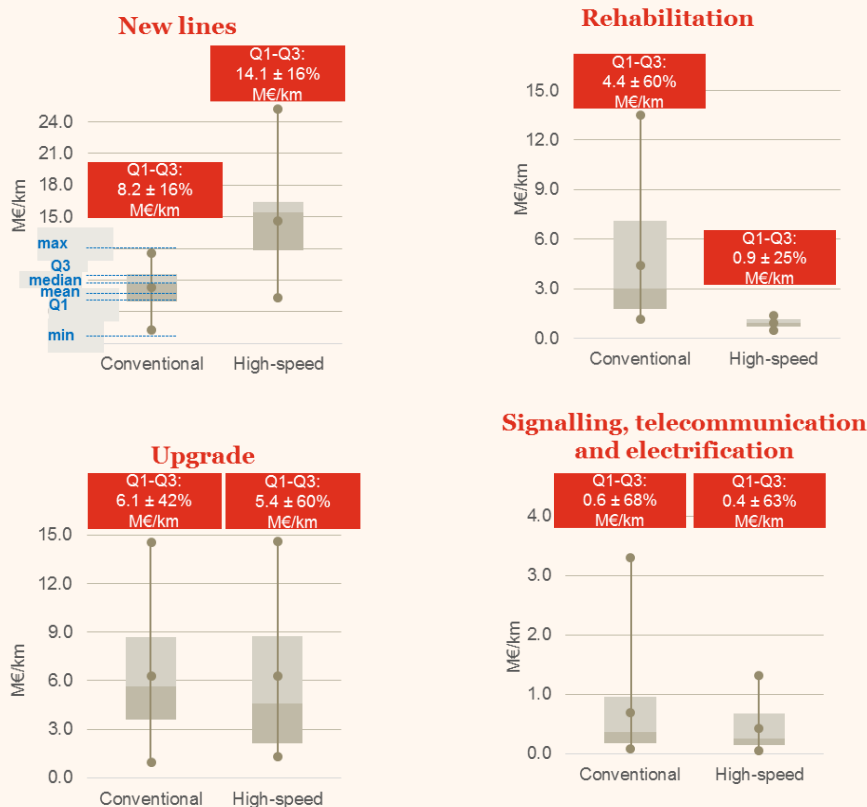 New lines
Q1-Q3:
14.1 ± 16%
M€/km
24.0
21.0
18.0
15.0
M€/km
Q1-Q3:
8.2 ± 16%
M€/km
max
Q3
median
mean
Q1
min
Conventional
High-speed
Rehabilitation
Q1-Q3:
4.4 ± 60%
M€/km
15.0
12.0
9.0
6.0
3.0
0.0
M€/km
Q1-Q3:
0.9 ± 25%
M€/km
Conventional
High-speed
Upgrade
Q1-Q3:
6.1 ± 42%
M€/km
Q1-Q3:
5.4 ± 60%
M€/km
15.0
12.0
9.0
6.0
3.0
0.0
M€/km
Conventional
High-speed
Signalling, telecommunication
and electrification
Q1-Q3:
0.6 ± 68%
M€/km
Q1-Q3:
0.4 ± 63%
M€/km
4.0
3.0
2.0
1.0
0.0
M€/km
Conventional
High-speed